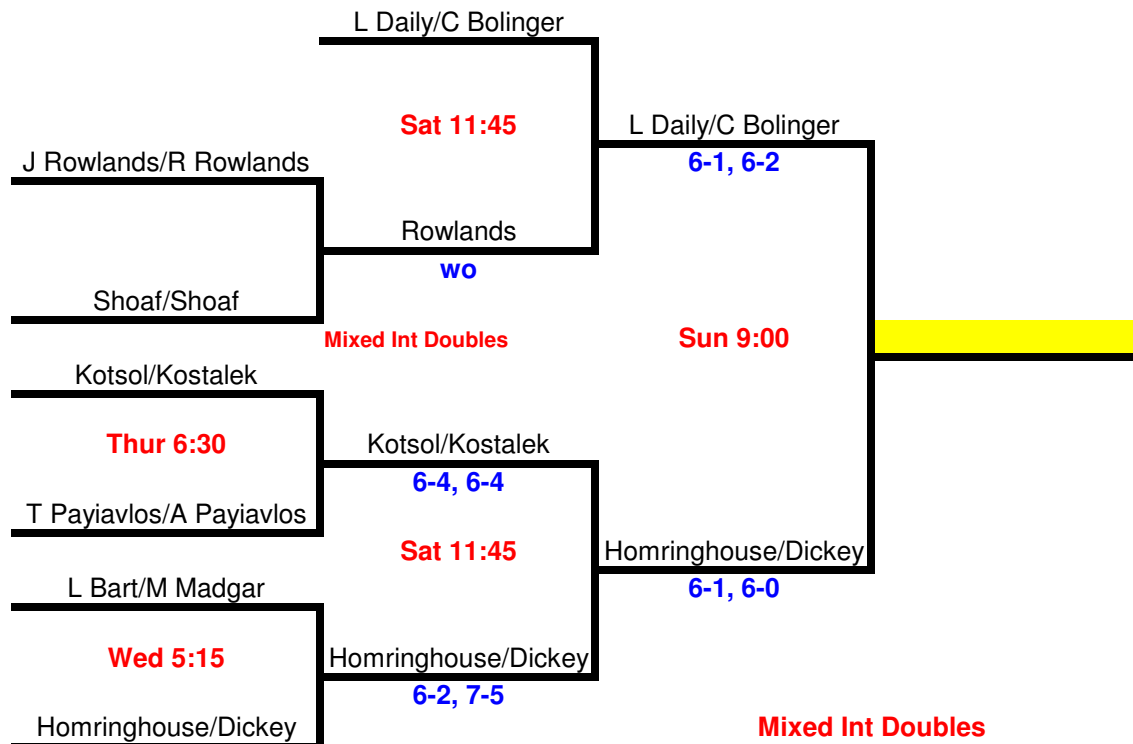 L Daily/C Bolinger
Sat 11:45
L Daily/C Bolinger
6-1, 6-2
J Rowlands/R Rowlands
Rowlands
wo
Shoaf/Shoaf
Mixed Int Doubles
Sun 9:00
Kotsol/Kostalek
Thur 6:30
Kotsol/Kostalek
6-4, 6-4
T Payiavlos/A Payiavlos
Sat 11:45
Homringhouse/Dickey
6-1, 6-0
L Bart/M Madgar
Wed 5:15
Homringhouse/Dickey
6-2, 7-5
Homringhouse/Dickey
Mixed Int Doubles